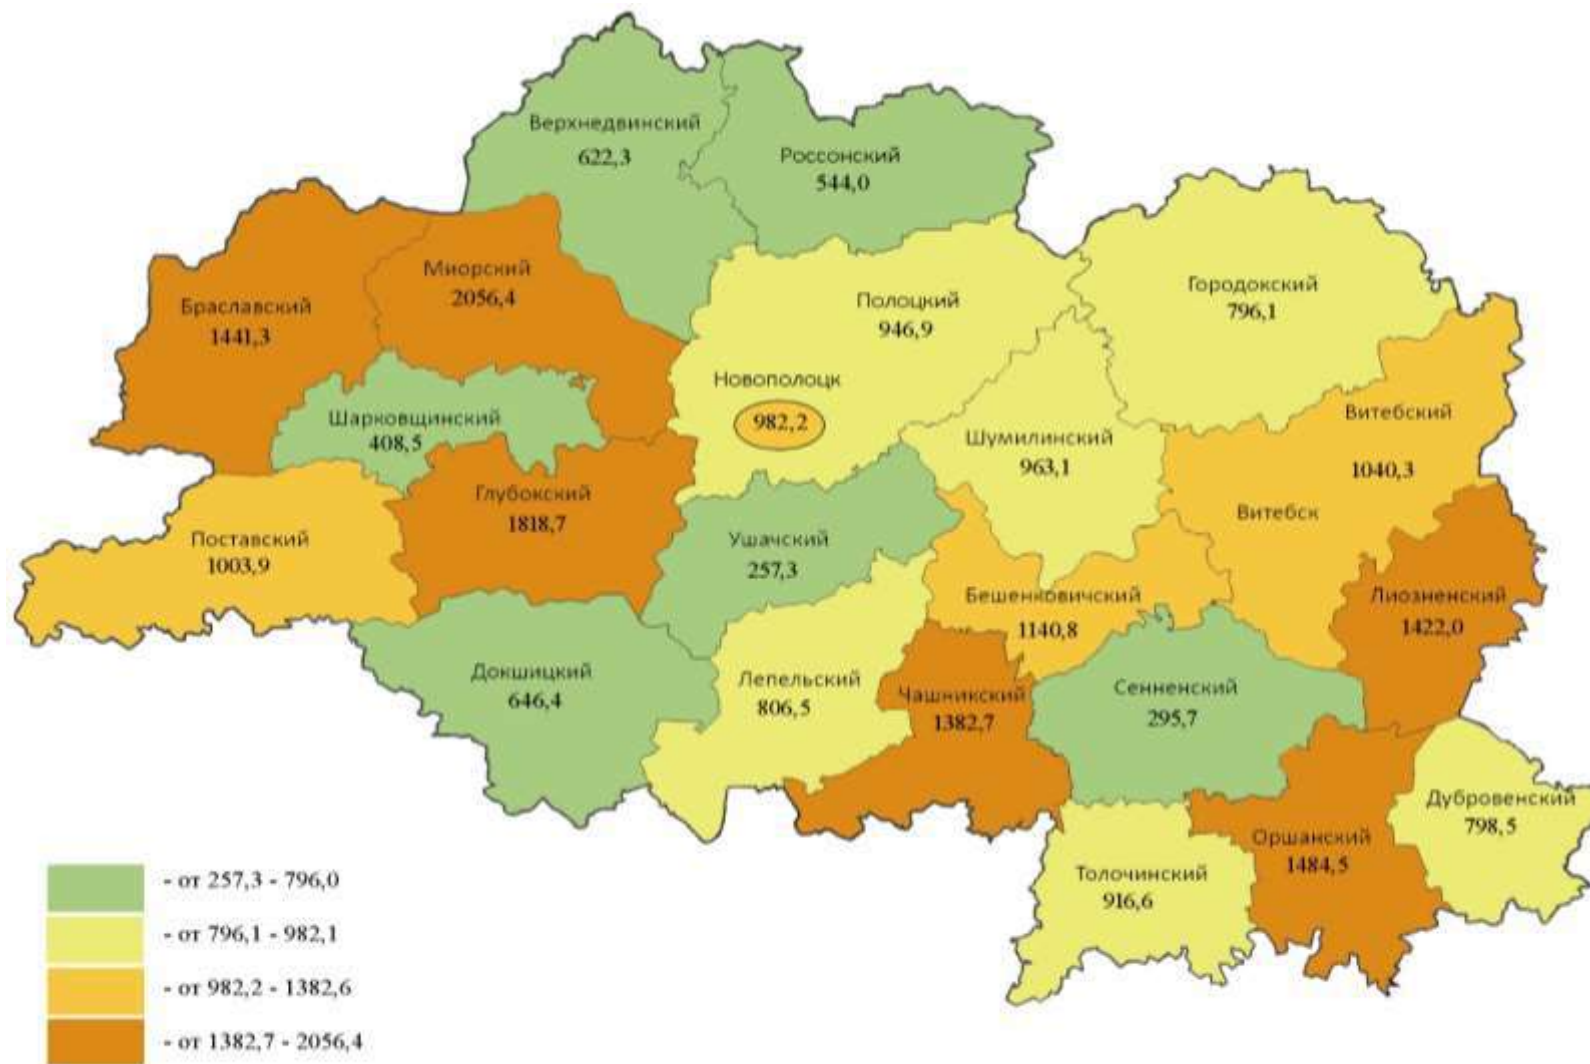 Верхнедвинский
622,3
Россонский
544,0
Браславский
1441,3
Миорский
2056,4
Полоцкий
946,9
Городокский
796,1
Новополоцк
982,2
Шарковщинский
408,5
Шумилинский
963,1
Витебский
1040,3
Витебск
Глубокский
1818,7
Поставский
1003,9
Ушачский
257,3
Бешенковичский
1140,8
Лиозненский
1422,0
Докшицкий
646,4
Лепельский
806,5
Чашникский
1382,7
Сенненский
295,7
Дубровенский
798,5
Оршанский
1484,5
Толочинский
916,6
- от 257,3 - 796,0
- от 796,1 - 982,1
- от 982,2 - 1382,6
- от 1382,7 - 2056,4